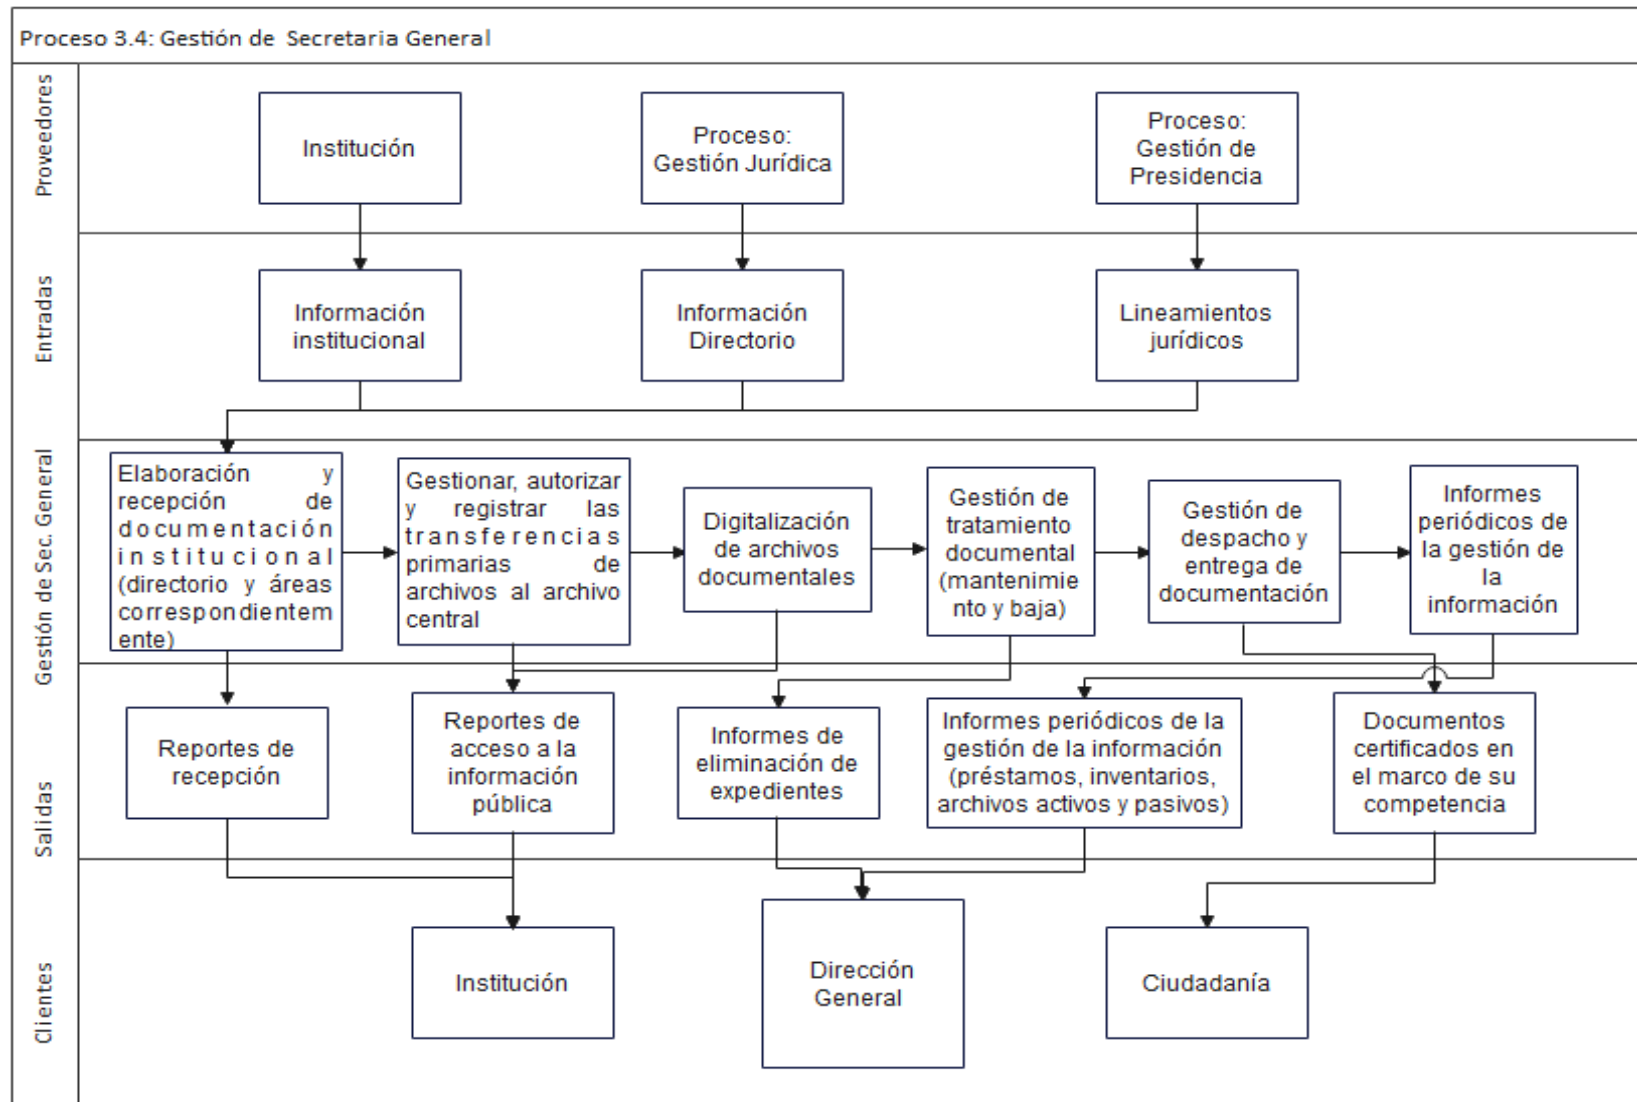 Proceso 3.4: Gestión de Secretaria General
Proveedores
Institución
Proceso:
Gestión Jurídica
Proceso:
Gestión de
Presidencia
Entradas
Información
institucional
Información
Directorio
Lineamientos
jurídicos
Gestión de Sec. General
Elaboración y
recepción de
documentación
institucional
(directorio y áreas
correspondientem
ente)
Gestionar, autorizar
y registrar las
transferencias
primarias de
archivos al archivo
central
Digitalización
de archivos
documentales
Gestión de
tratamiento
documental
(mantenimie
nto y baja)
Gestión de
despacho y
entrega de
documentación
Informes
periódicos de
la gestión de
la
información
Salidas
Reportes de
recepción
Reportes de
acceso a la
información
pública
Informes de
eliminación de
expedientes
Informes periódicos de la
gestión de la información
(préstamos, inventarios,
archivos activos y pasivos)
Documentos
certificados en
el marco de su
competencia
Clientes
Institución
Dirección
General
Ciudadanía